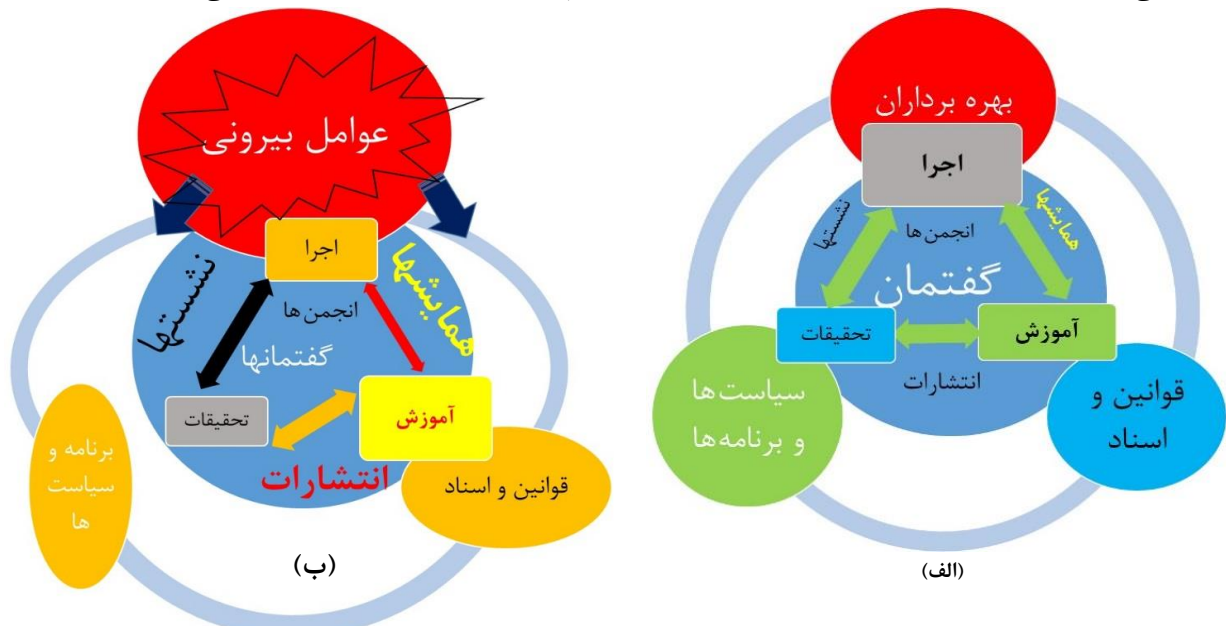 بهره برداران
اجرا
نشستها
همایشها
انجمن ها
گفتمان
تحقیقات
آموزش
انتشارات
سیاست ها
و برنامه‌ها
قوانین و
اسناد
(الف)
عوامل بیرونی
اجرا
نشستها
همایشها
انجمن ها
گفتمانها
تحقیقات
آموزش
انتشارات
برنامه و
سیاست
ها
قوانین و اسناد
(ب)